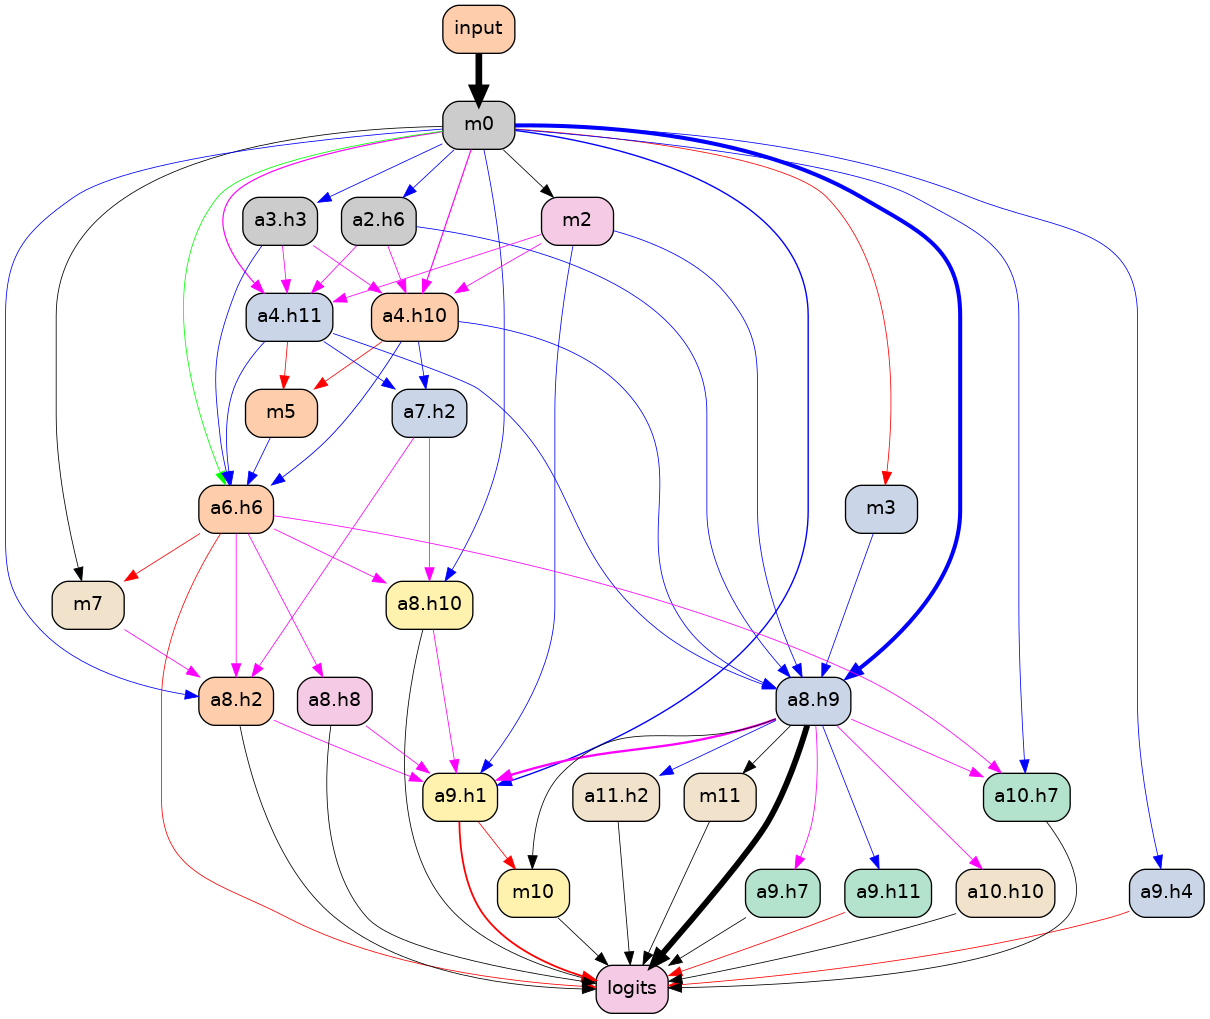 input
m0
a3.h3 a2.h6 m2
a4.h11 a4.h10
m5 a7.h2
a6.h6 m3
m7 a8.h10
a8.h2 a8.h8 a8.h9
a9.h1 a11.h2 m11 a10.h7
m10 a9.h7 a9.h11 a10.h10 a9.h4
logits